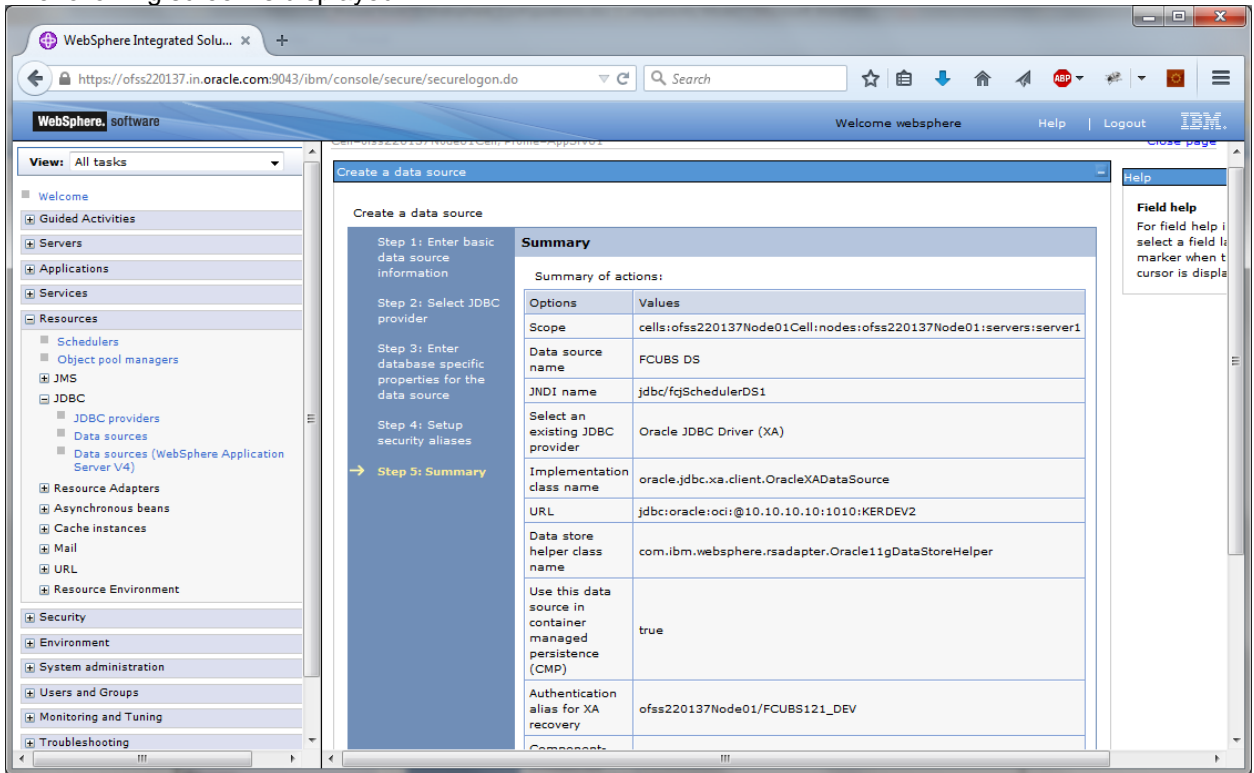 WebSphere Integrated Solu... × +
https://ofss220137.in.oracle.com:9043/ibm/console/secure/securelogon.do
Search
ABP
WebSphere. software
Welcome websphere
Help | Logout
IBM.
View: All tasks
Close page
Welcome
Guided Activities
Servers
Applications
Services
Resources
Schedulers
Object pool managers
JMS
JDBC
JDBC providers
Data sources
Data sources (WebSphere Application
Server V4)
Resource Adapters
Asynchronous beans
Cache instances
Mail
URL
Resource Environment
Security
Environment
System administration
Users and Groups
Monitoring and Tuning
Troubleshooting
Cell=ofss220137Node01Cell, Profile=AppSrv01
Create a data source
Create a data source
Step 1: Enter basic
data source
information
Step 2: Select JDBC
provider
Step 3: Enter
database specific
properties for the
data source
Step 4: Setup
security aliases
Step 5: Summary
Summary
Summary of actions:
Options Values
Scope cells:ofss220137Node01Cell:nodes:ofss220137Node01:servers:server1
Data source
name
FCUBS DS
JNDI name jdbc/fcjSchedulerDS1
Select an
existing JDBC
provider
Oracle JDBC Driver (XA)
Implementation
class name
oracle.jdbc.xa.client.OracleXADataSource
URL jdbc:oracle:oci:@10.10.10.10:1010:KERDEV2
Data store
helper class
name
com.ibm.websphere.rsadapter.Oracle11gDataStoreHelper
Use this data
source in
container
managed
persistence
(CMP)
true
Authentication
alias for XA
recovery
ofss220137Node01/FCUBS121_DEV
Component-
Help
Field help
For field help i
select a field la
marker when t
cursor is displa